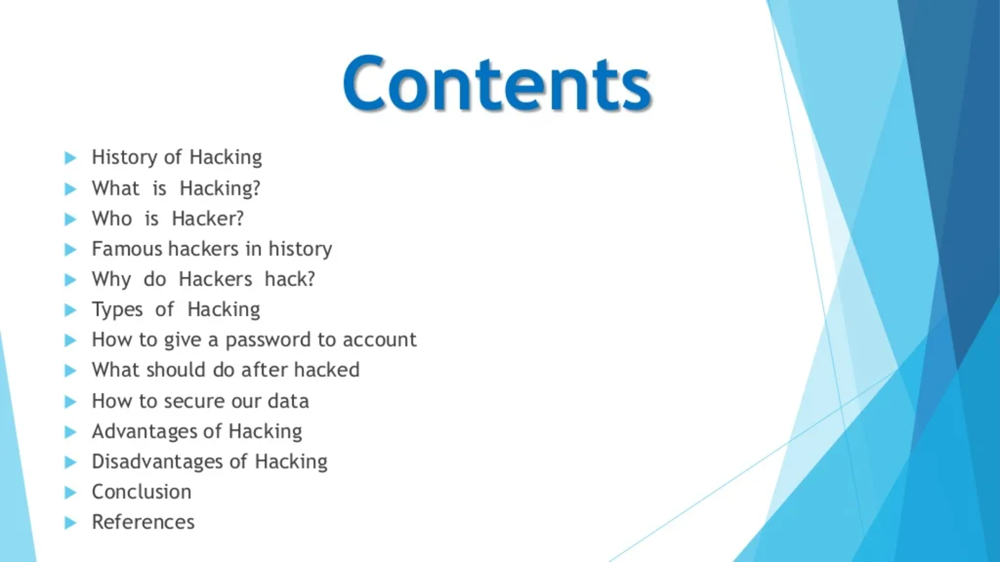 Contents
History of Hacking
What is Hacking?
Who is Hacker?
Famous hackers in history
Why do Hackers hack?
Types of Hacking
How to give a password to account
What should do after hacked
How to secure our data
Advantages of Hacking
Disadvantages of Hacking
Conclusion
References